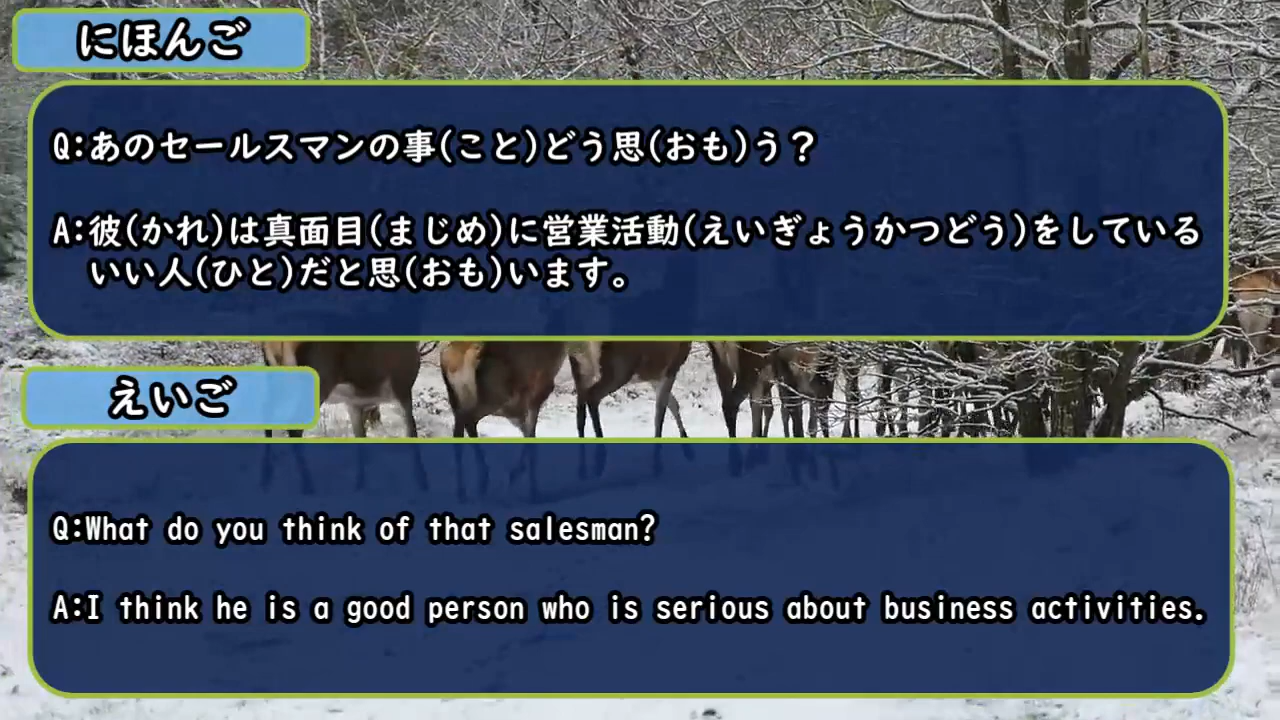 にほんご
Q:あのセールスマンの事(こと)どう思(おも)う？
A:彼(かれ)は真面目(まじめ)に営業活動(えいぎょうかつどう)をしている
いい人(ひと)だと思(おも)います。
えいご
Q:What do you think of that salesman?
A:I think he is a good person who is serious about business activities.